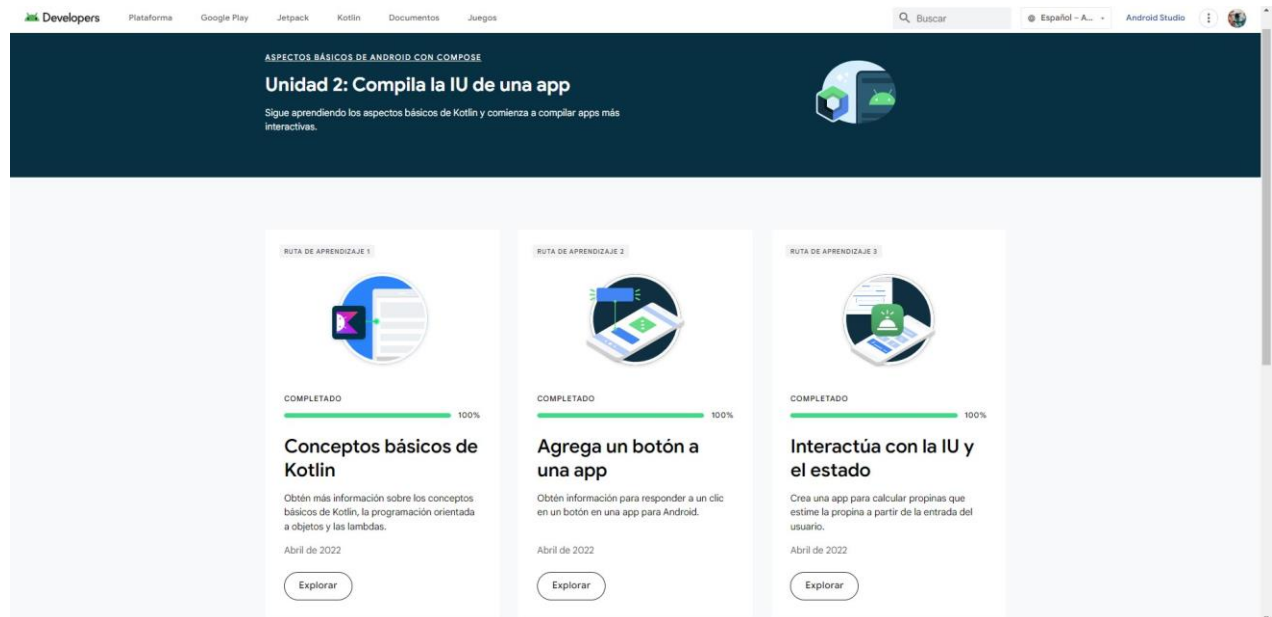 Developers Plataforma Google Play Jetpack Kotlin Documentos Juegos Buscar Español – A... Android Studio
ASPECTOS BÁSICOS DE ANDROID CON COMPOSE
Unidad 2: Compila la IU de una app
Sigue aprendiendo los aspectos básicos de Kotlin y comienza a compilar apps más
interactivas.
RUTA DE APRENDIZAJE 1
COMPLETADO
100%
Conceptos básicos de
Kotlin
Obtén más información sobre los conceptos
básicos de Kotlin, la programación orientada
a objetos y las lambdas.
Abril de 2022
Explorar
RUTA DE APRENDIZAJE 2
COMPLETADO
100%
Agrega un botón a
una app
Obtén información para responder a un clic
en un botón en una app para Android.
Abril de 2022
Explorar
RUTA DE APRENDIZAJE 3
COMPLETADO
100%
Interactúa con la IU y
el estado
Crea una app para calcular propinas que
estime la propina a partir de la entrada del
usuario.
Abril de 2022
Explorar